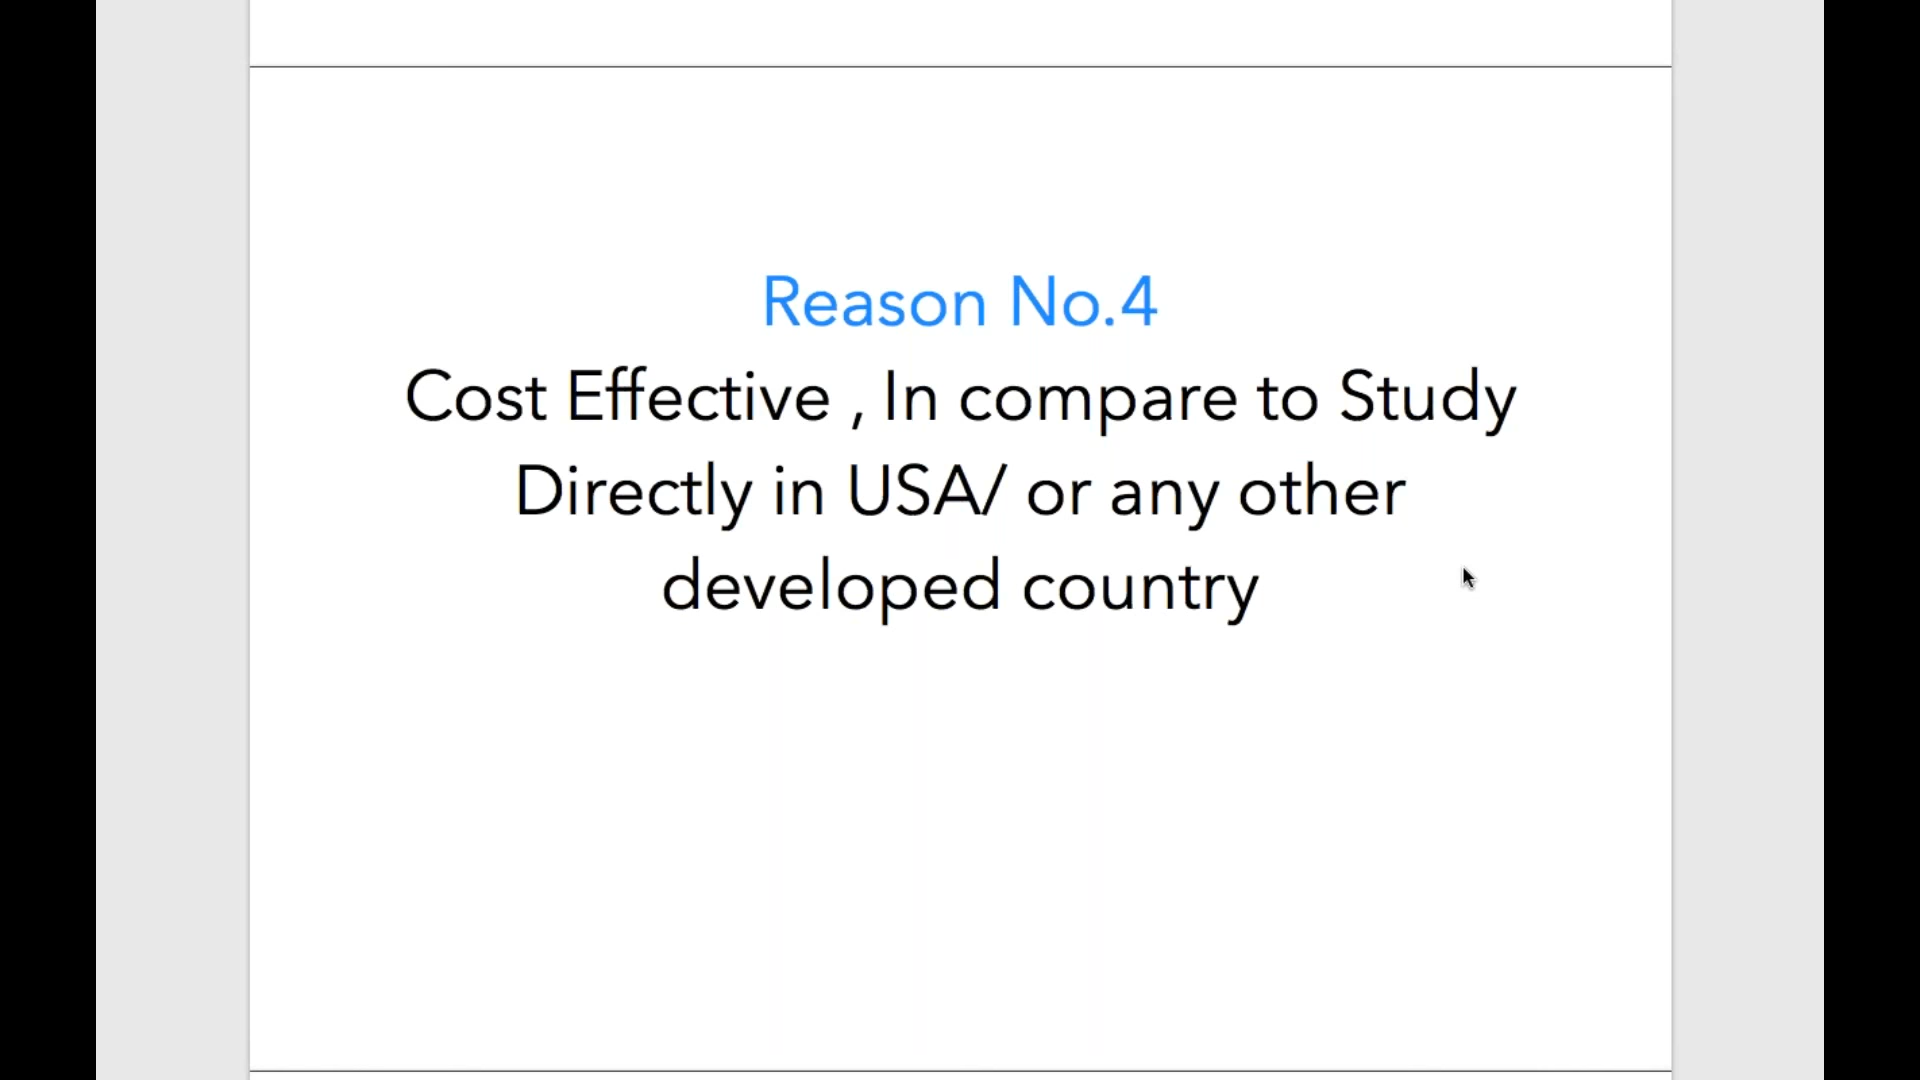 Reason No.4
Cost Effective , In compare to Study
Directly in USA/ or any other
developed country